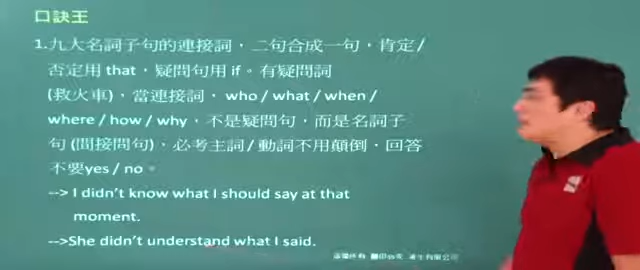 口訣王
1.九大名詞子句的連接詞，二句合成一句，肯定/
否定用 that，疑問句用 if。有疑問詞
(救火車)，當連接詞， who / what / when /
where / how / why，不是疑問句，而是名詞子
句 (間接問句)，必考主詞 / 動詞不用顛倒，回答
不要yes / no。
--> I didn't know what I should say at that
moment.
-->She didn't understand what I said.